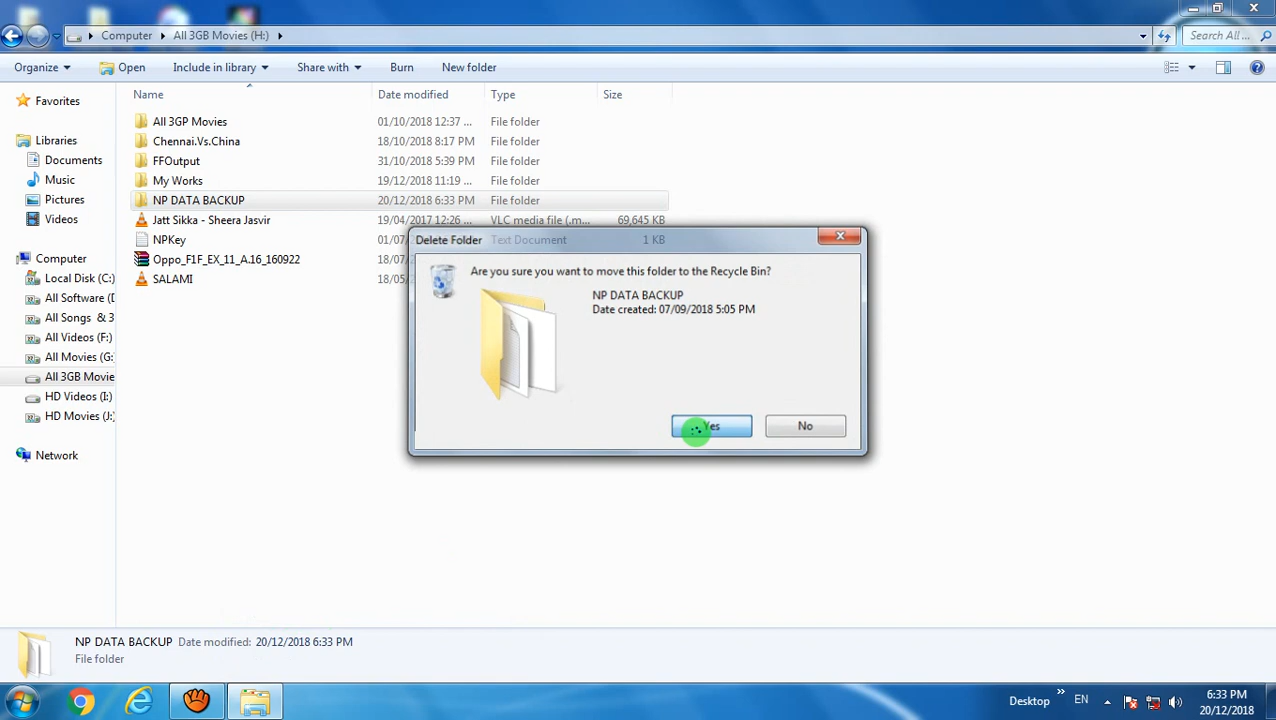 Computer
All 3GB Movies (H:)
Search All ...
Organize
Open
Include in library
Share with
Burn
New folder
Name
Date modified
Type
Size
Favorites
Libraries
Documents
Music
Pictures
Videos
Computer
Local Disk (C:)
All Software (D
All Songs & 3
All Videos (F:)
All Movies (G:
All 3GB Movie
HD Videos (I:)
HD Movies (J:)
Network
All 3GP Movies 01/10/2018 12:37 ... File folder
Chennai.Vs.China 18/10/2018 8:17 PM File folder
FFOutput 31/10/2018 5:39 PM File folder
My Works 19/12/2018 11:19 ... File folder
NP DATA BACKUP 20/12/2018 6:33 PM File folder
Jatt Sikka - Sheera Jasvir 19/04/2017 12:26 ... VLC media file (.m... 69,645 KB
NPKey 01/07 Text Document 1 KB
Oppo_F1F_EX_11_A.16_160922 18/07
SALAMI 18/05
Delete Folder
Are you sure you want to move this folder to the Recycle Bin?
NP DATA BACKUP
Date created: 07/09/2018 5:05 PM
Yes
No
NP DATA BACKUP Date modified: 20/12/2018 6:33 PM
File folder
Desktop
EN
6:33 PM
20/12/2018